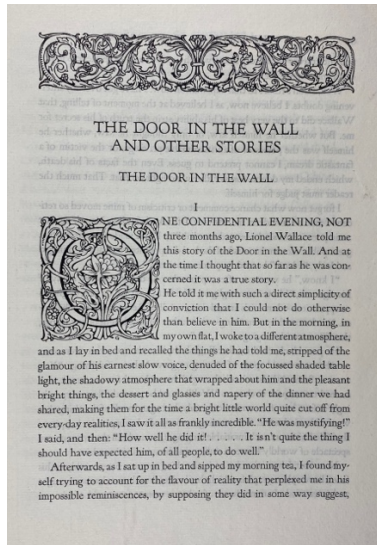 THE DOOR IN THE WALL
AND OTHER STORIES
THE DOOR IN THE WALL
I
ONE CONFIDENTIAL EVENING, NOT
three months ago, Lionel Wallace told me
this story of the Door in the Wall. And at
the time I thought that so far as he was con-
cerned it was a true story.
He told it me with such a direct simplicity of
conviction that I could not do otherwise
than believe in him. But in the morning, in
my own flat, I woke to a different atmosphere,
and as I lay in bed and recalled the things he had told me, stripped of the
glamour of his earnest slow voice, denuded of the focussed shaded table
light, the shadowy atmosphere that wrapped about him and the pleasant
bright things, the dessert and glasses and napery of the dinner we had
shared, making them for the time a bright little world quite cut off from
every-day realities, I saw it all as frankly incredible. "He was mystifying!"
I said, and then: "How well he did it! . . . . . It isn't quite the thing I
should have expected him, of all people, to do well."
Afterwards, as I sat up in bed and sipped my morning tea, I found my-
self trying to account for the flavour of reality that perplexed me in his
impossible reminiscences, by supposing they did in some way suggest,